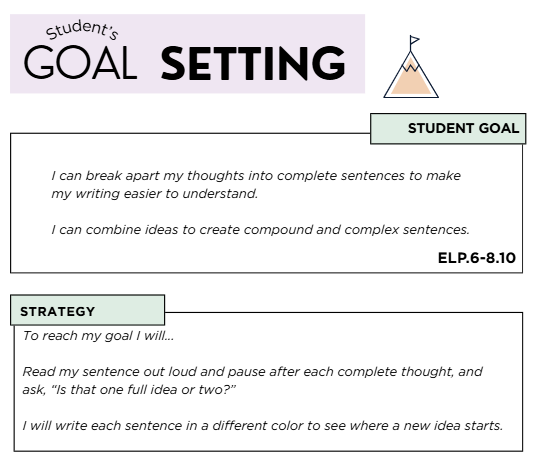 Student's
GOAL SETTING
STUDENT GOAL
I can break apart my thoughts into complete sentences to make
my writing easier to understand.
I can combine ideas to create compound and complex sentences.
ELP.6-8.10
STRATEGY
To reach my goal I will...
Read my sentence out loud and pause after each complete thought, and
ask, “Is that one full idea or two?”
I will write each sentence in a different color to see where a new idea starts.